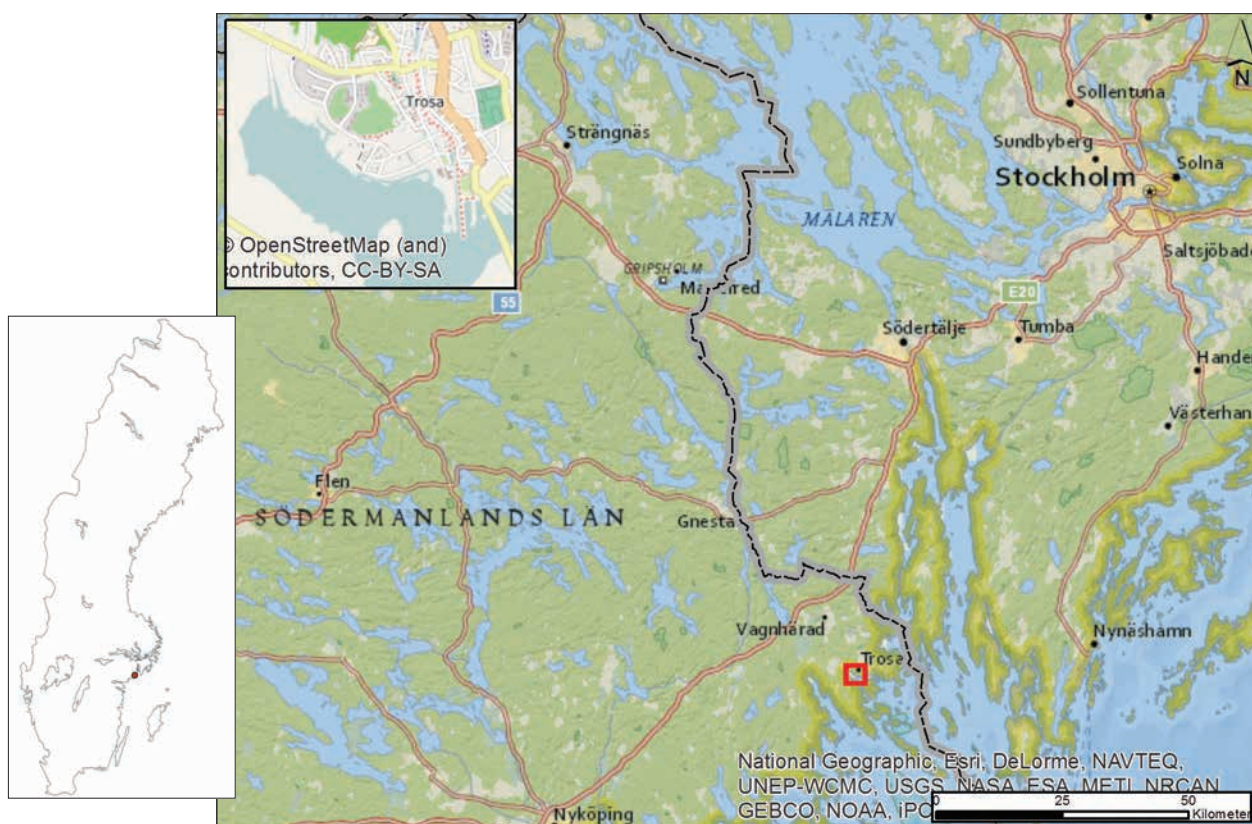 Trosa
© OpenStreetMap (and)
contributors, CC-BY-SA
N
Sollentuna
Strängnäs
Sundbyberg
Solna
Stockholm
MÄLAREN
Saltsjöbade
GRIPSHOLM
55
E20
Södertälje
Tumba
Hande
Västerhan
Flen
SÖDERMANLANDS LÄN
Gnesta
Vagnhärad
Nynäshamn
Trosa
National Geographic, Esri, DeLorme, NAVTEQ,
UNEP-WCMC, USGS, NASA, ESA, METI, NRCAN,
GEBCO, NOAA, iPC
0 25 50
Kilometer
Nyköping